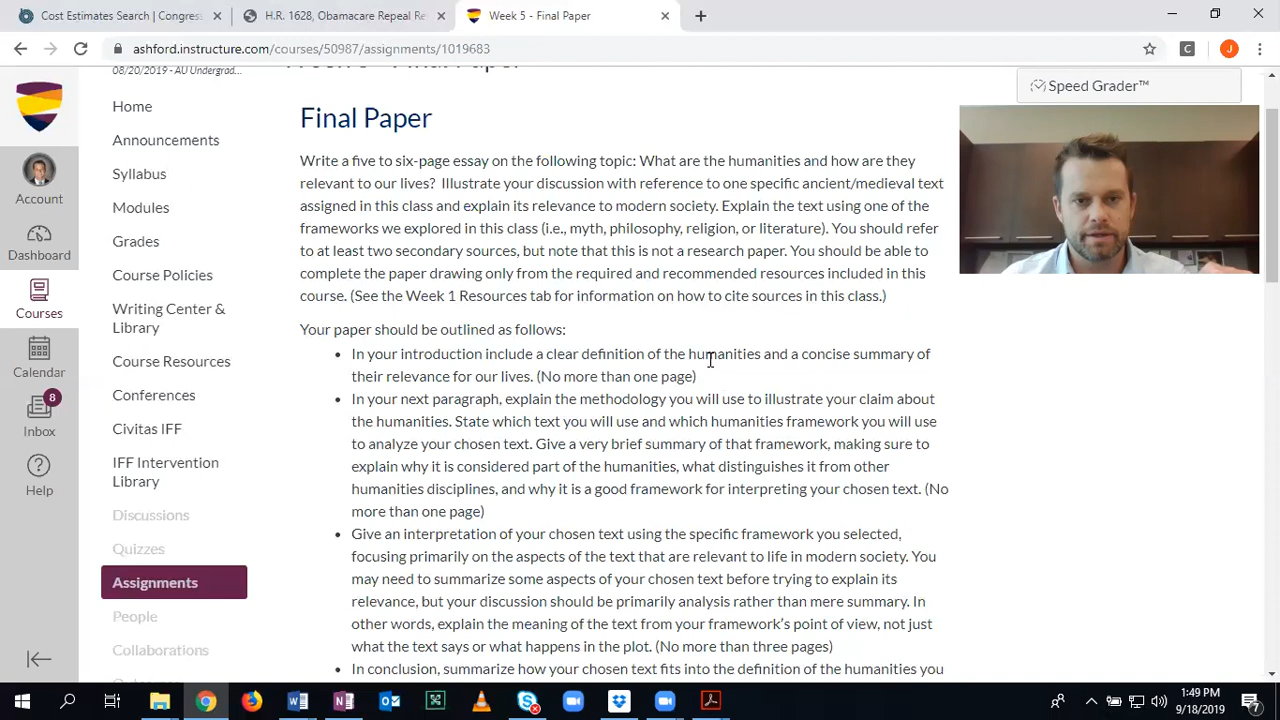 Cost Estimates Search | Congres
H.R. 1628, Obamacare Repeal Re
Week 5 - Final Paper
ashford.instructure.com/courses/50987/assignments/1019683
08/20/2019 - AU Undergrad...
Speed Grader™
Home
Announcements
Syllabus
Modules
Grades
Course Policies
Writing Center &
Library
Course Resources
Conferences
Civitas IFF
IFF Intervention
Library
Discussions
Quizzes
Assignments
People
Collaborations
Account
Dashboard
Courses
Calendar
8
Inbox
Help
Final Paper
Write a five to six-page essay on the following topic: What are the humanities and how are they
relevant to our lives? Illustrate your discussion with reference to one specific ancient/medieval text
assigned in this class and explain its relevance to modern society. Explain the text using one of the
frameworks we explored in this class (i.e., myth, philosophy, religion, or literature). You should refer
to at least two secondary sources, but note that this is not a research paper. You should be able to
complete the paper drawing only from the required and recommended resources included in this
course. (See the Week 1 Resources tab for information on how to cite sources in this class.)
Your paper should be outlined as follows:
• In your introduction include a clear definition of the humanities and a concise summary of
their relevance for our lives. (No more than one page)
• In your next paragraph, explain the methodology you will use to illustrate your claim about
the humanities. State which text you will use and which humanities framework you will use
to analyze your chosen text. Give a very brief summary of that framework, making sure to
explain why it is considered part of the humanities, what distinguishes it from other
humanities disciplines, and why it is a good framework for interpreting your chosen text. (No
more than one page)
• Give an interpretation of your chosen text using the specific framework you selected,
focusing primarily on the aspects of the text that are relevant to life in modern society. You
may need to summarize some aspects of your chosen text before trying to explain its
relevance, but your discussion should be primarily analysis rather than mere summary. In
other words, explain the meaning of the text from your framework's point of view, not just
what the text says or what happens in the plot. (No more than three pages)
• In conclusion, summarize how your chosen text fits into the definition of the humanities you
1:49 PM
9/18/2019
7